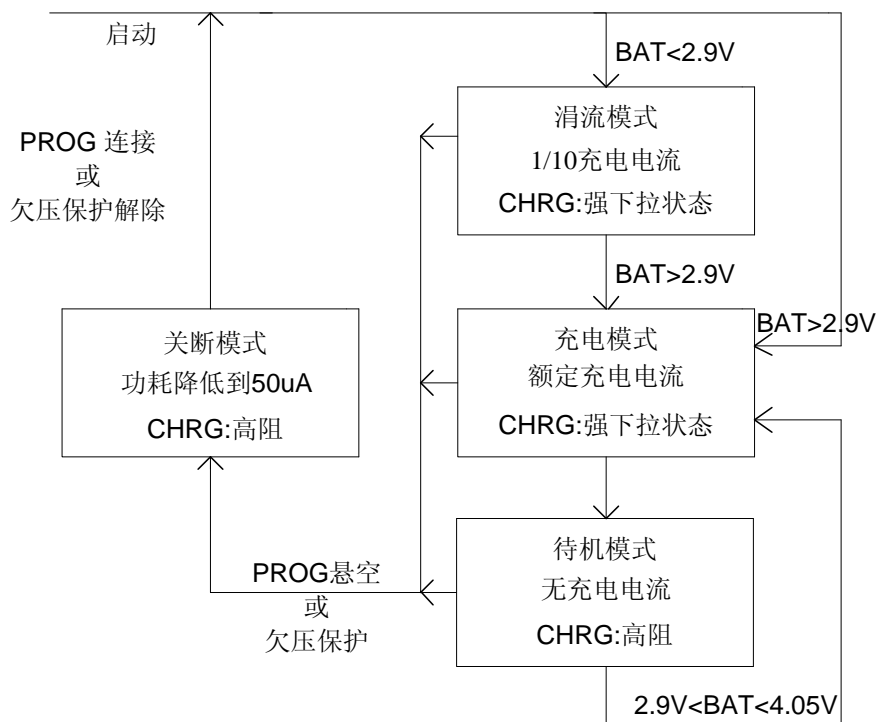 启动
BAT<2.9V
涓流模式
1/10充电电流
CHRG:强下拉状态
PROG 连接
或
欠压保护解除
BAT>2.9V
BAT>2.9V
关断模式
功耗降低到50uA
CHRG:高阻
充电模式
额定充电电流
CHRG:强下拉状态
PROG悬空
或
欠压保护
待机模式
无充电电流
CHRG:高阻
2.9V<BAT<4.05V